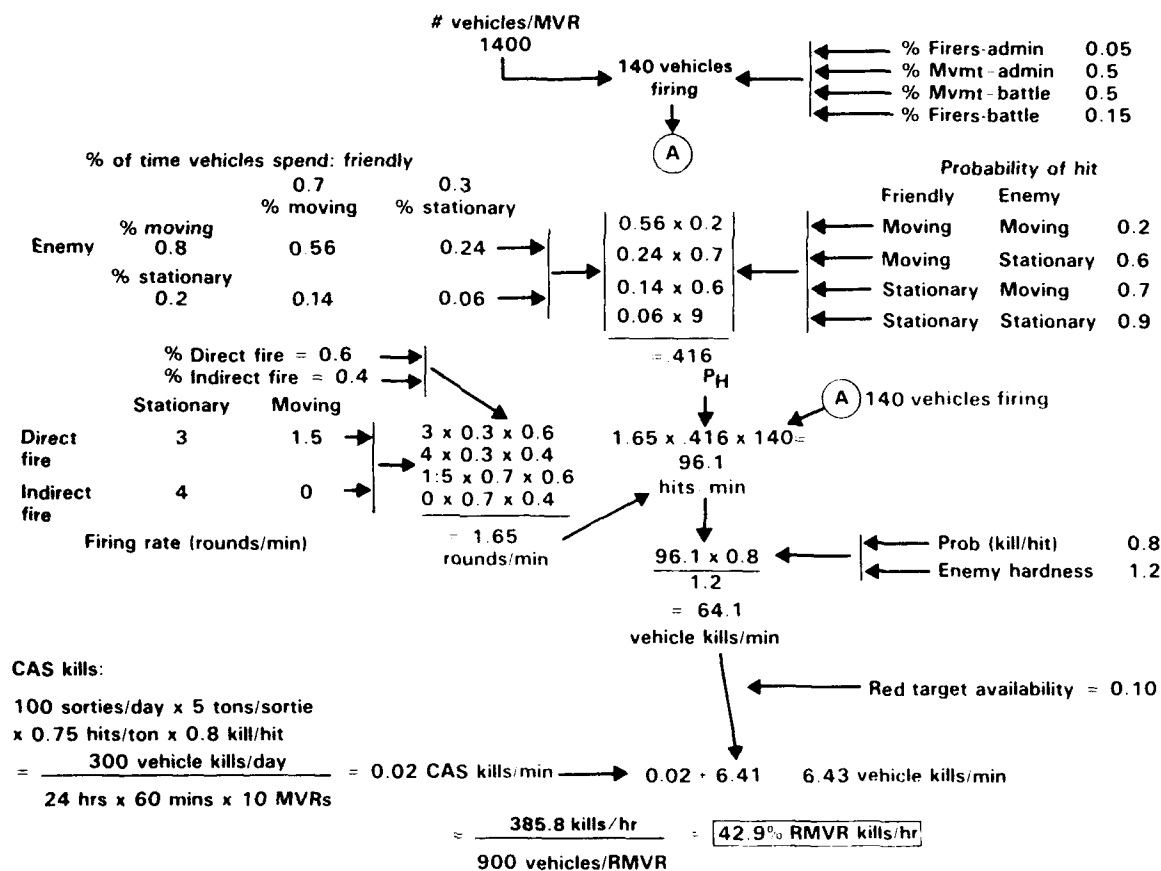 # vehicles/MVR
1400
140 vehicles
firing
% Firers-admin 0.05
% Mvmt-admin 0.5
% Mvmt-battle 0.5
% Firers-battle 0.15
A
% of time vehicles spend: friendly
0.7 0.3
% moving % stationary
% moving
Enemy 0.8 0.56 0.24
% stationary
0.2 0.14 0.06
0.56 x 0.2
0.24 x 0.7
0.14 x 0.6
0.06 x 9
= .416
Probability of hit
Friendly Enemy
Moving Moving 0.2
Moving Stationary 0.6
Stationary Moving 0.7
Stationary Stationary 0.9
% Direct fire = 0.6
% Indirect fire = 0.4
PH
A 140 vehicles firing
Stationary Moving
Direct fire 3 1.5
Indirect fire 4 0
Firing rate (rounds/min)
3 x 0.3 x 0.6
4 x 0.3 x 0.4
1:5 x 0.7 x 0.6
0 x 0.7 x 0.4
= 1.65
rounds/min
1.65 x .416 x 140=
96.1
hits min
96.1 x 0.8
1.2
= 64.1
vehicle kills/min
Prob (kill/hit) 0.8
Enemy hardness 1.2
Red target availability = 0.10
CAS kills:
100 sorties/day x 5 tons/sortie
x 0.75 hits/ton x 0.8 kill/hit
= 300 vehicle kills/day = 0.02 CAS kills/min
24 hrs x 60 mins x 10 MVRs
0.02 + 6.41 6.43 vehicle kills/min
= 385.8 kills/hr = 42.9% RMVR kills/hr
900 vehicles/RMVR